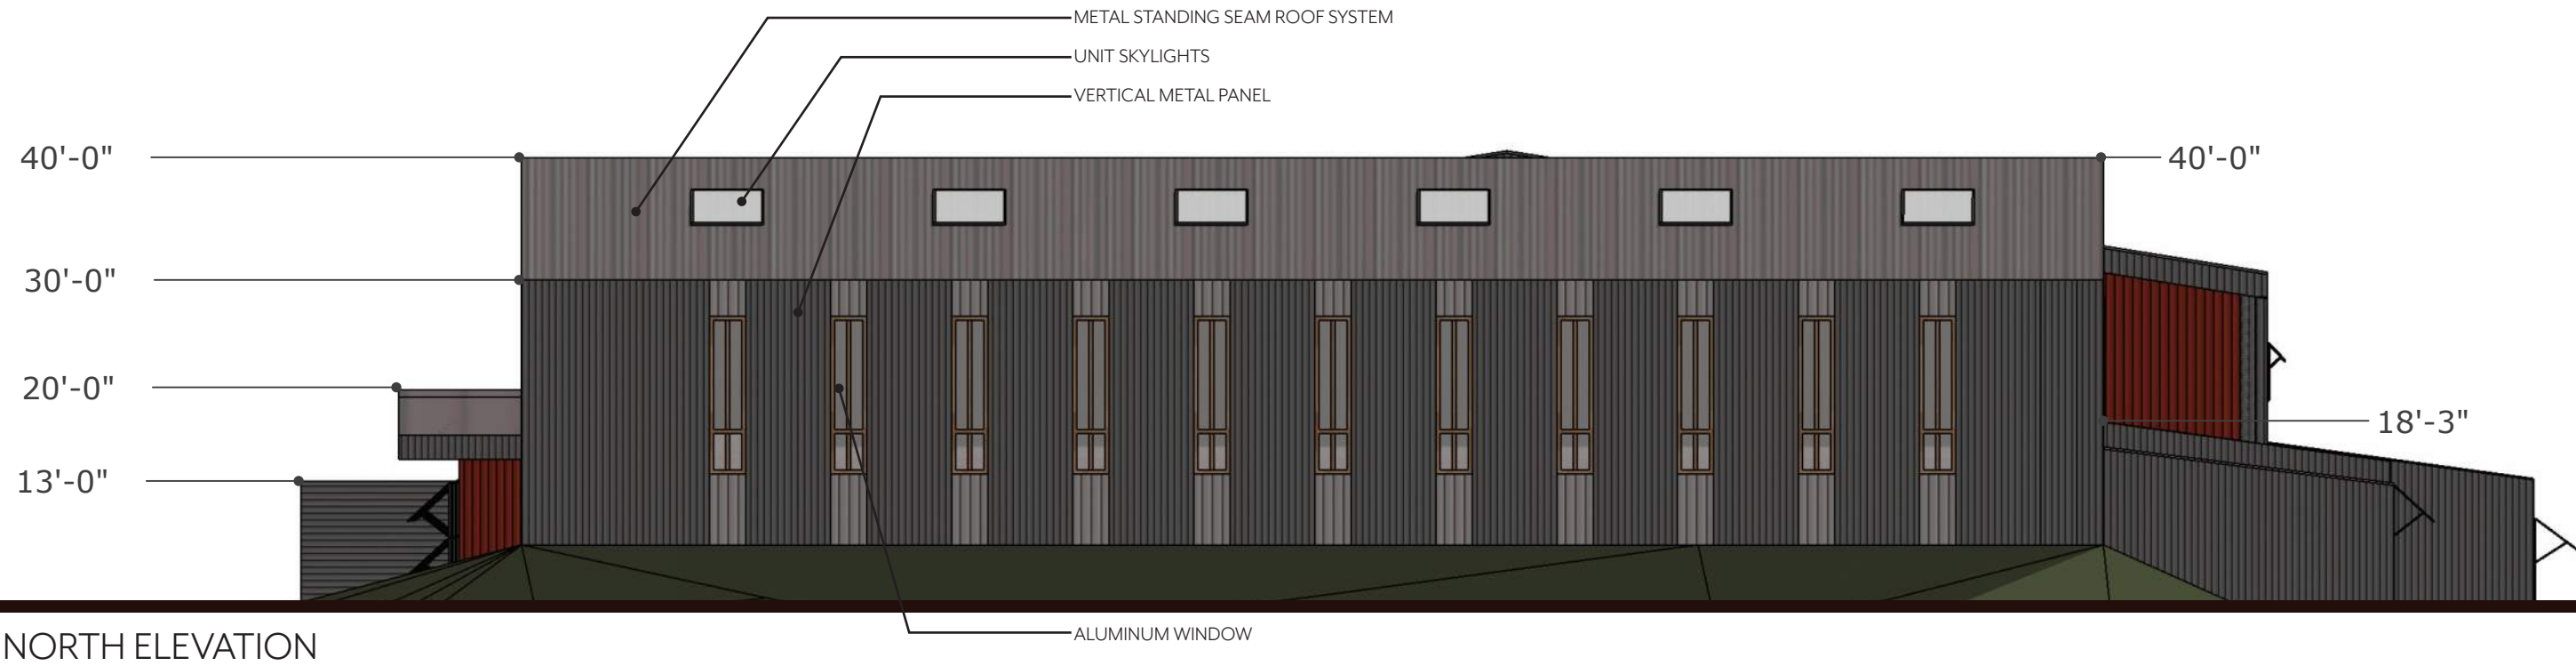 METAL STANDING SEAM ROOF SYSTEM
UNIT SKYLIGHTS
VERTICAL METAL PANEL
40'-0"
40'-0"
30'-0"
20'-0"
18'-3"
13'-0"
ALUMINUM WINDOW
NORTH ELEVATION